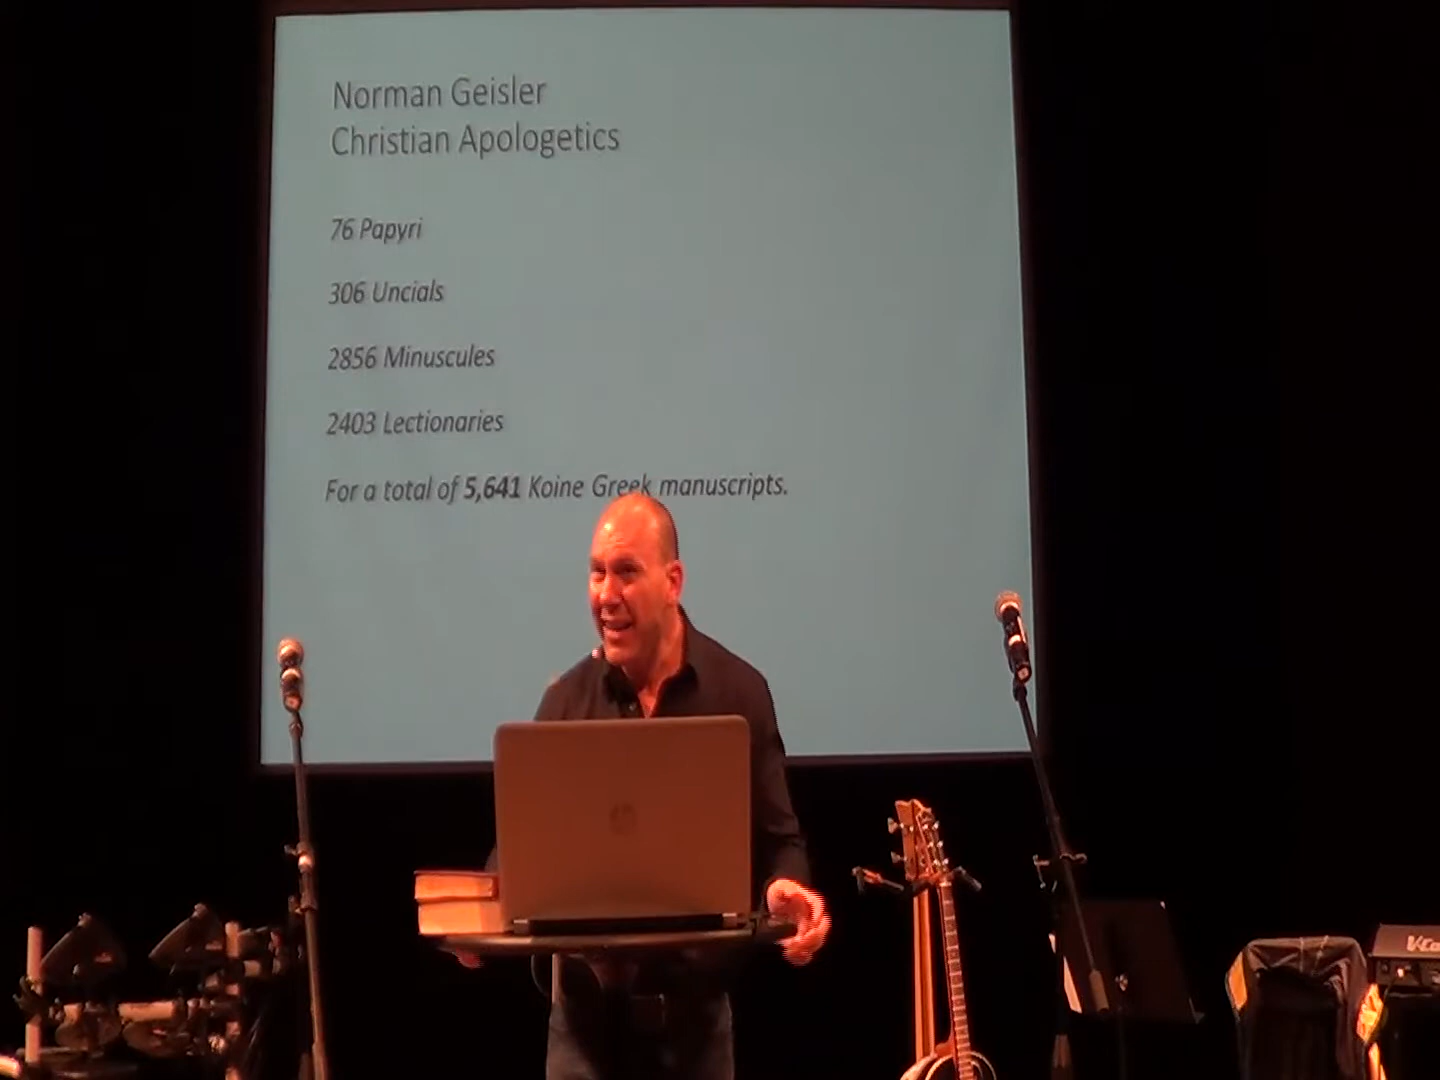 Norman Geisler
Christian Apologetics
76 Papyri
306 Uncials
2856 Minuscules
2403 Lectionaries
For a total of 5,641 Koine Greek manuscripts.